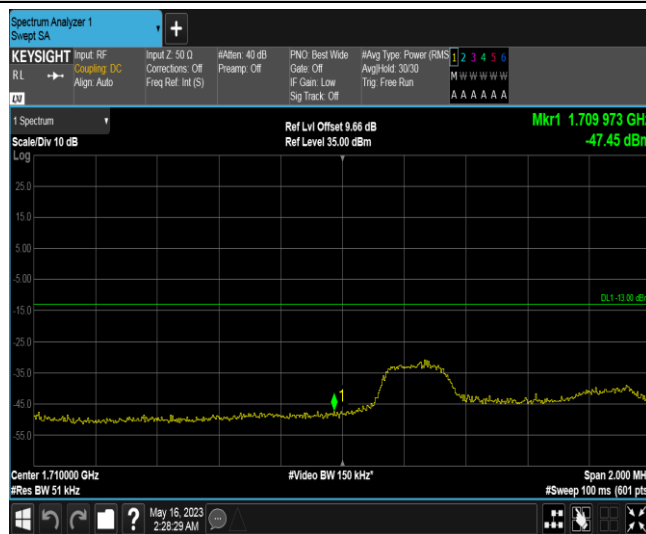 Spectrum Analyzer 1
Swept SA
KEYSIGHT
RL
LXI
Input: RF
Coupling: DC
Align: Auto
Input Z: 50 Ω
Corrections: Off
Freq Ref: Int (S)
#Atten: 40 dB
Preamp: Off
PNO: Best Wide
Gate: Off
IF Gain: Low
Sig Track: Off
#Avg Type: Power (RMS
Avg|Hold: 30/30
Trig: Free Run
1 2 3 4 5 6
M W W W W W
A A A A A A
1 Spectrum
Scale/Div 10 dB
Log
Ref Lvl Offset 9.66 dB
Ref Level 35.00 dBm
Mkr1 1.709 973 GHz
-47.45 dBm
25.0
15.0
5.00
-5.00
DL1 -13.00 dBm
-15.0
-25.0
-35.0
1
-45.0
-55.0
Center 1.710000 GHz
#Res BW 51 kHz
#Video BW 150 kHz*
Span 2.000 MH
#Sweep 100 ms (601 pts
?
May 16, 2023
2:28:29 AM